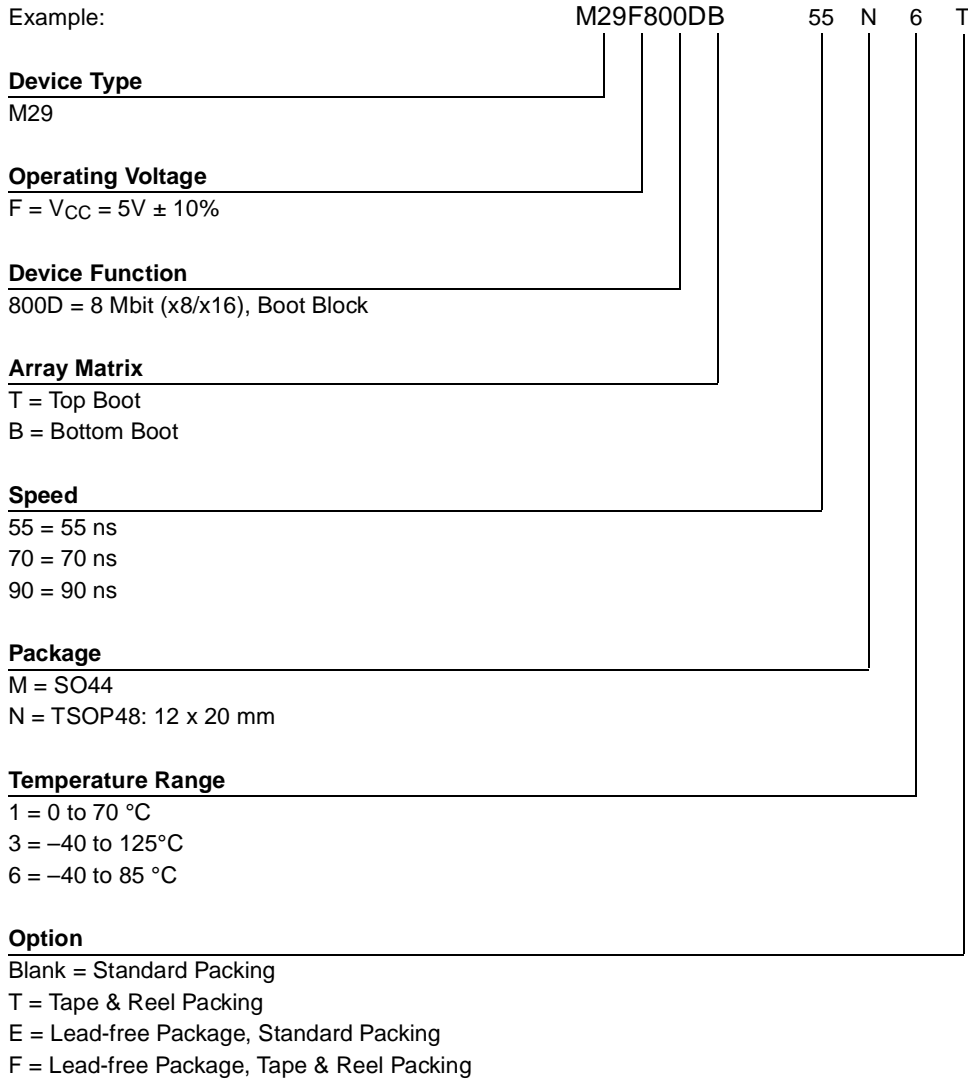 Example: M29F800DB 55 N 6 T
Device Type
M29
Operating Voltage
F = VCC = 5V ± 10%
Device Function
800D = 8 Mbit (x8/x16), Boot Block
Array Matrix
T = Top Boot
B = Bottom Boot
Speed
55 = 55 ns
70 = 70 ns
90 = 90 ns
Package
M = SO44
N = TSOP48: 12 x 20 mm
Temperature Range
1 = 0 to 70 °C
3 = –40 to 125°C
6 = –40 to 85 °C
Option
Blank = Standard Packing
T = Tape & Reel Packing
E = Lead-free Package, Standard Packing
F = Lead-free Package, Tape & Reel Packing